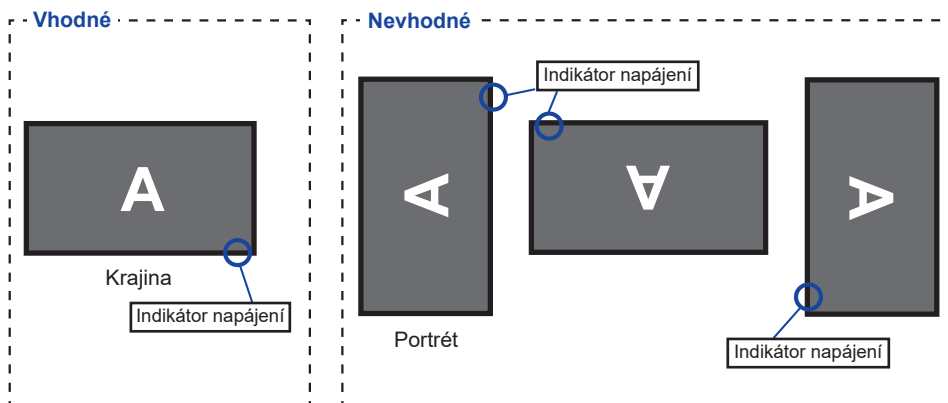 Vhodné
A
Krajina
Indikátor napájení
Nevhodné
Indikátor napájení
A
A
A
Portrét
Indikátor napájení